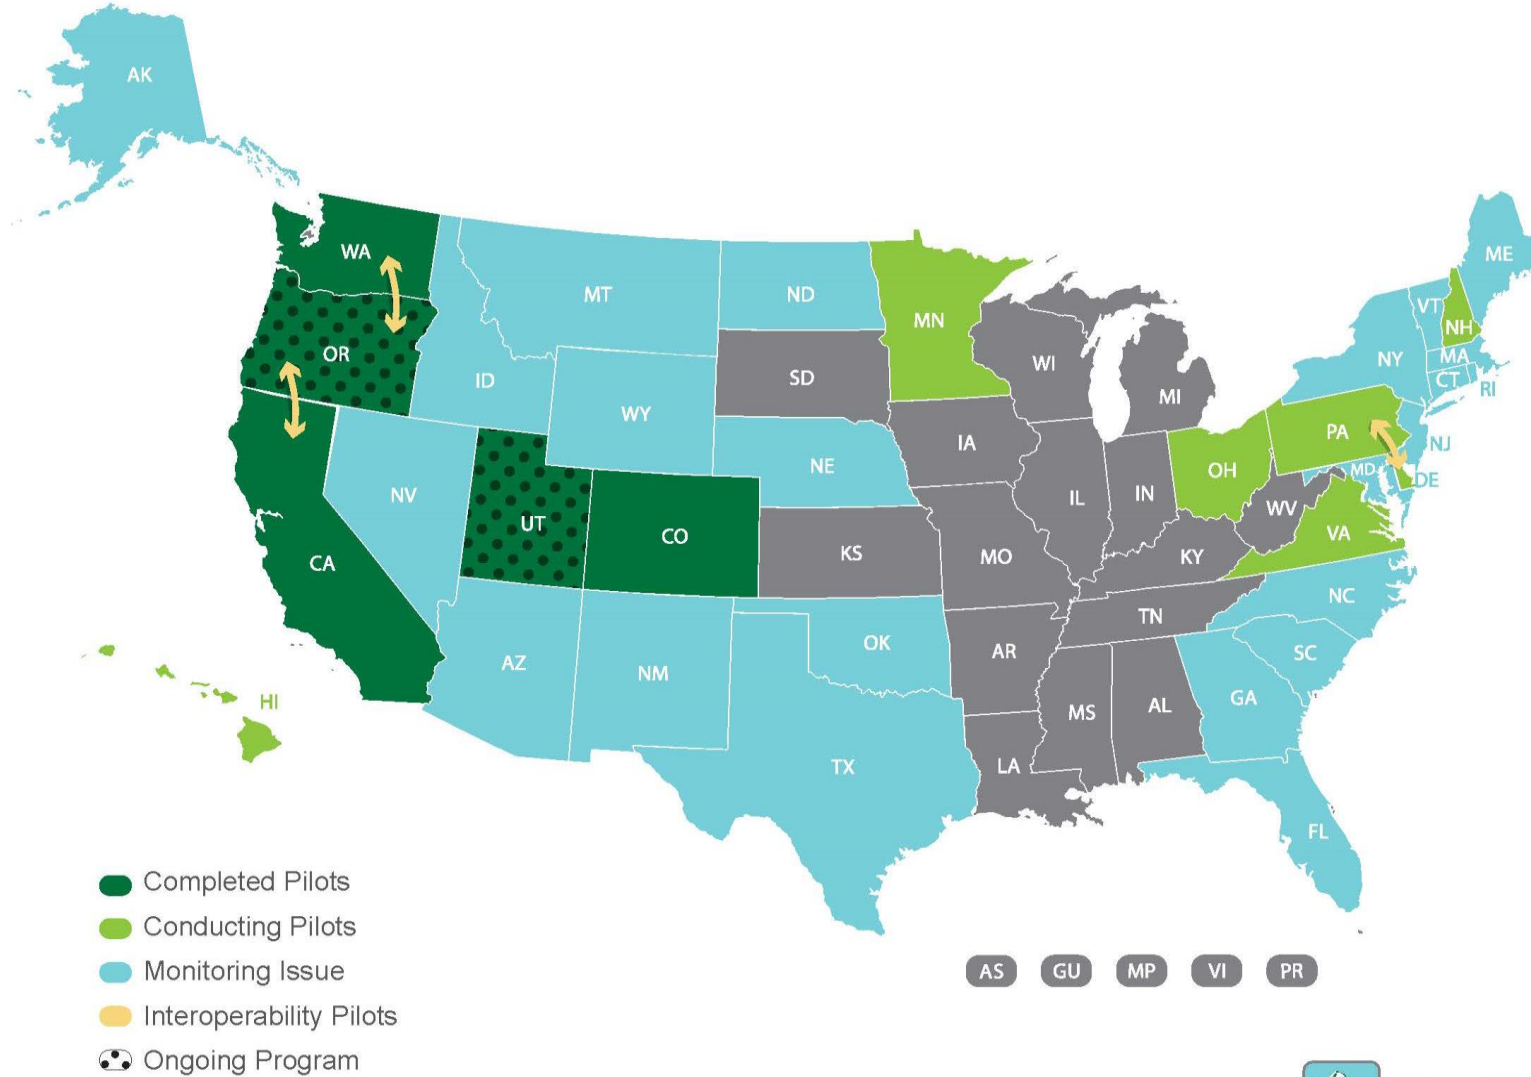 AK
WA
MT
ND
MN
ME
VT
NH
OR
ID
SD
WI
MI
NY
MA
CT
RI
WY
IA
PA
NJ
NE
OH
MD
DE
NV
UT
CO
KS
MO
IL
IN
WV
VA
KY
CA
NC
TN
OK
AZ
NM
AR
SC
HI
MS
AL
GA
TX
LA
FL
Completed Pilots
Conducting Pilots
Monitoring Issue
Interoperability Pilots
Ongoing Program
AS GU MP VI PR